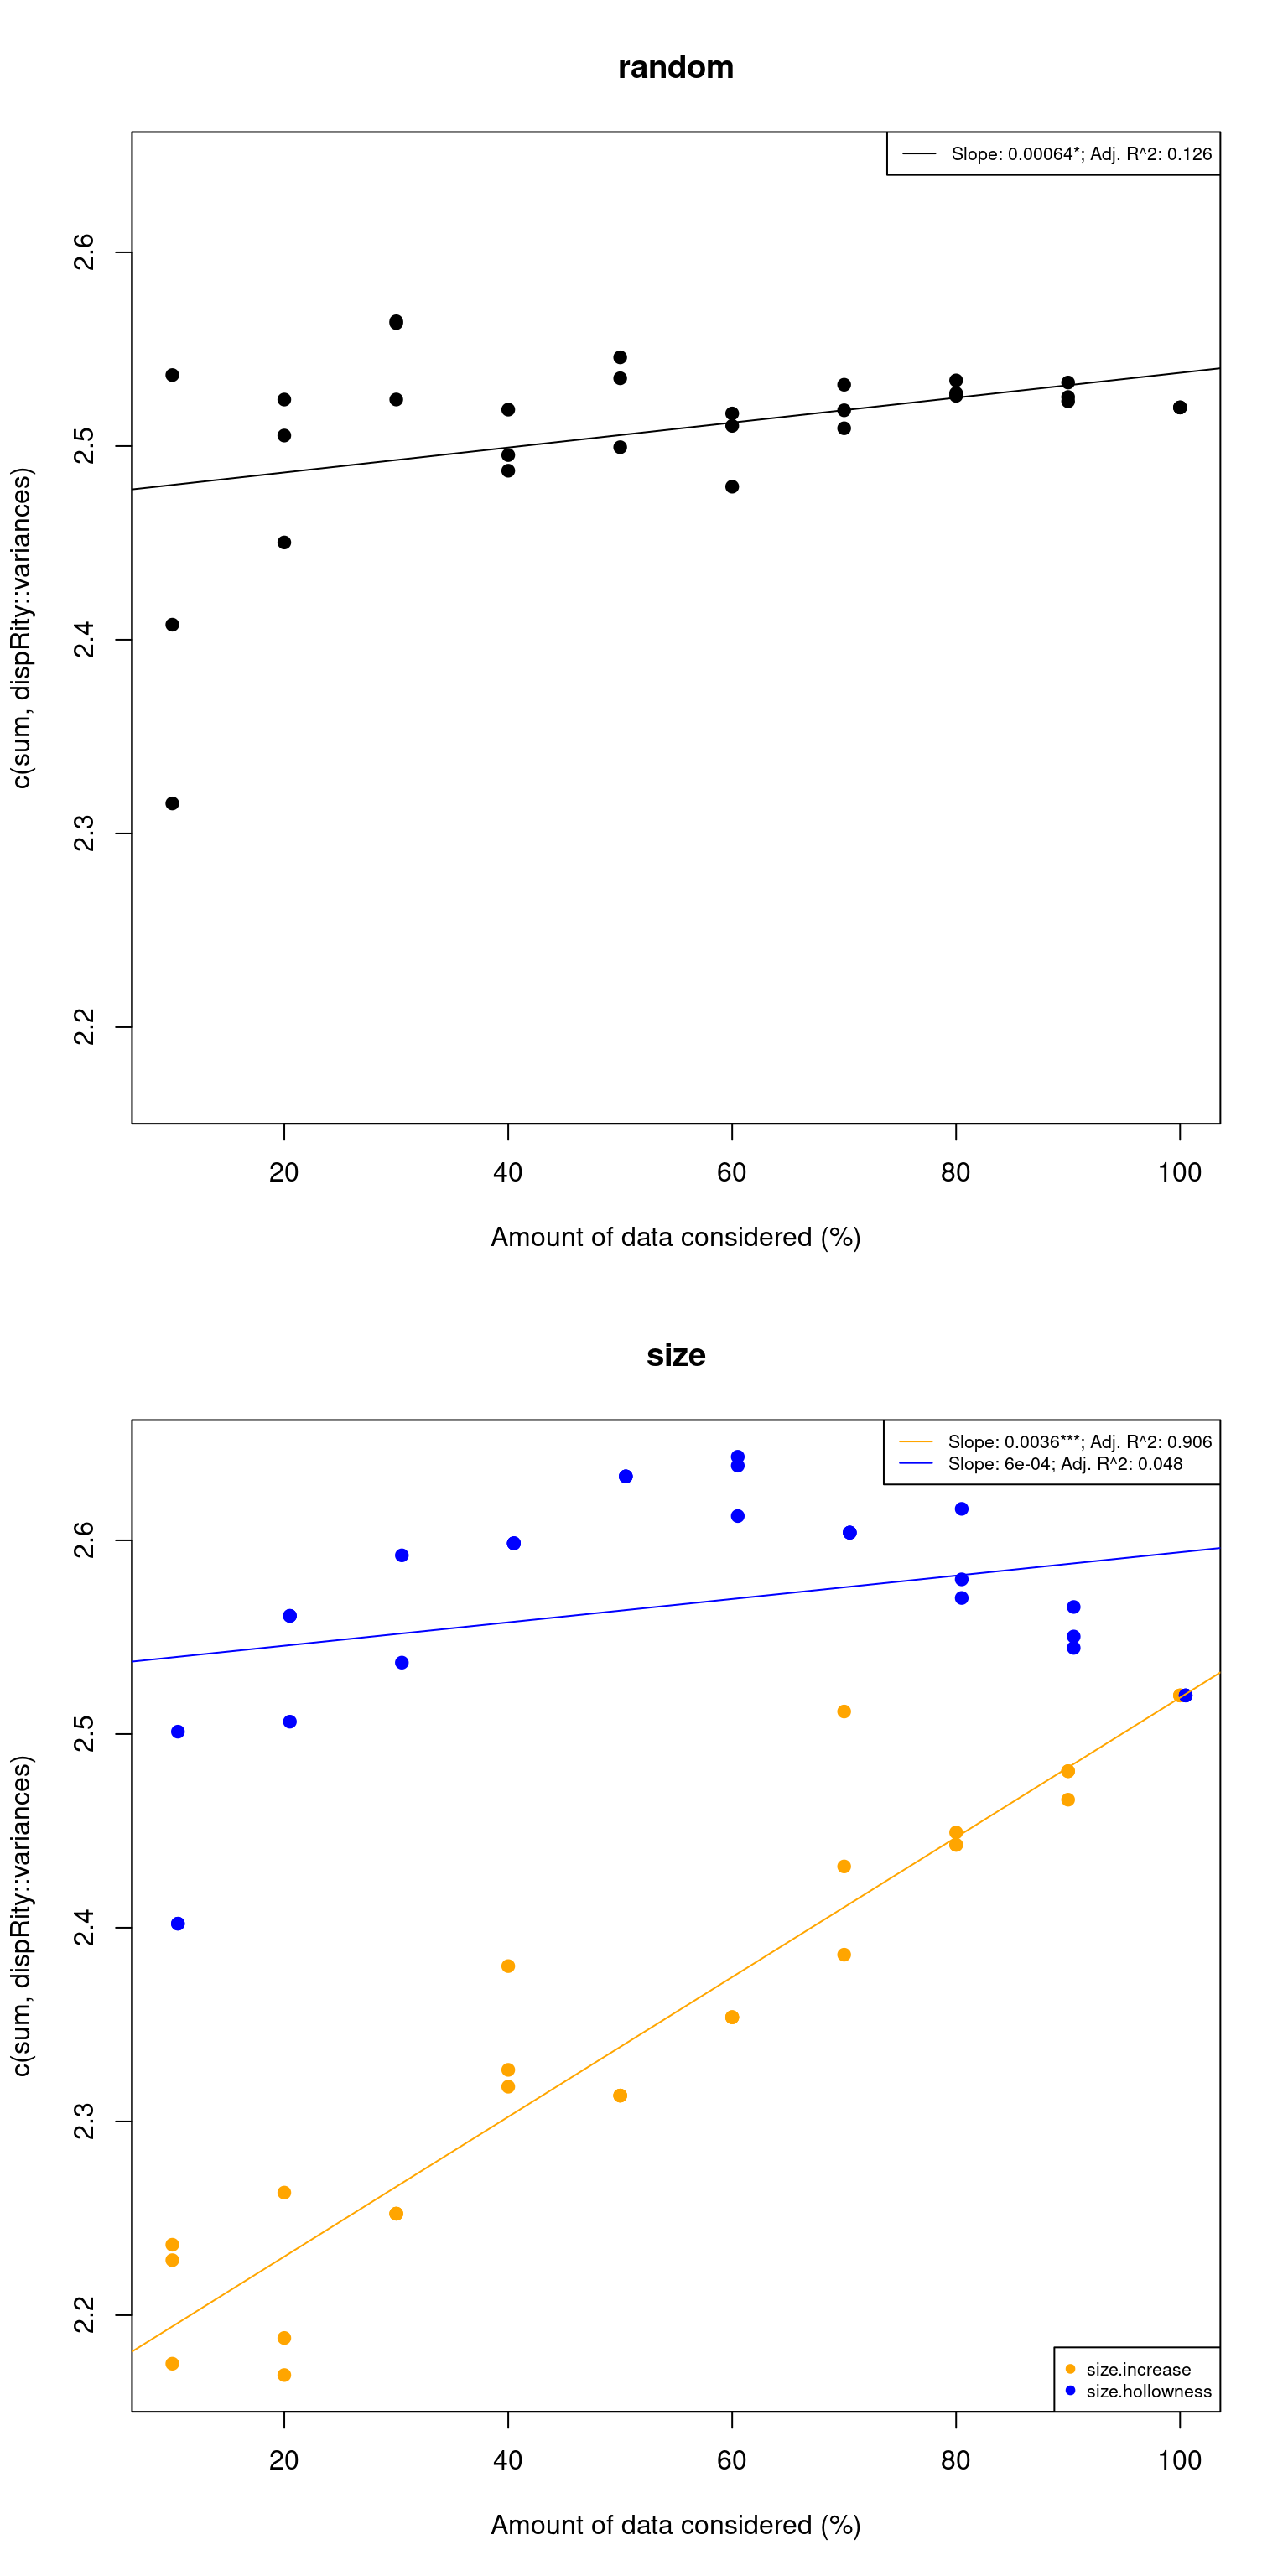 random
Slope: 0.00064*; Adj. R^2: 0.126
2.6
2.5
2.4
2.3
2.2
c(sum, dispRity::variances)
20 40 60 80 100
Amount of data considered (%)
size
Slope: 0.0036***; Adj. R^2: 0.906
Slope: 6e-04; Adj. R^2: 0.048
2.6
2.5
2.4
2.3
2.2
c(sum, dispRity::variances)
size.increase
size.hollowness
20 40 60 80 100
Amount of data considered (%)